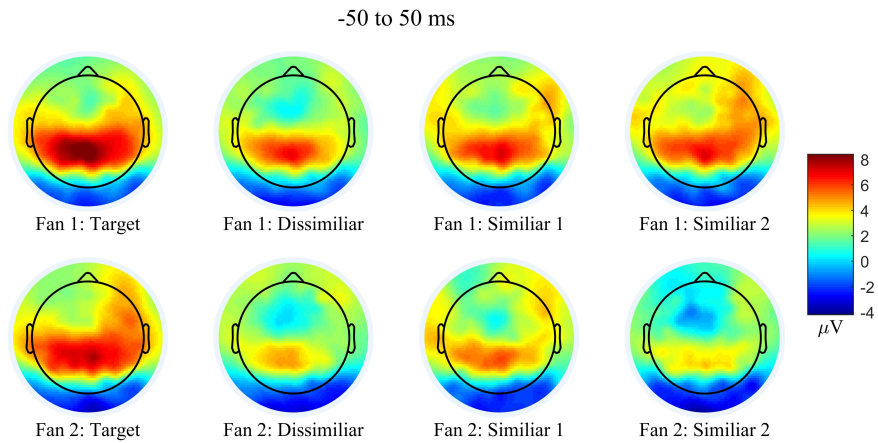 -50 to 50 ms
Fan 1: Target
Fan 1: Dissimiliar
Fan 1: Similiar 1
Fan 1: Similiar 2
8
6
4
2
0
-2
-4
μV
Fan 2: Target
Fan 2: Dissimiliar
Fan 2: Similiar 1
Fan 2: Similiar 2